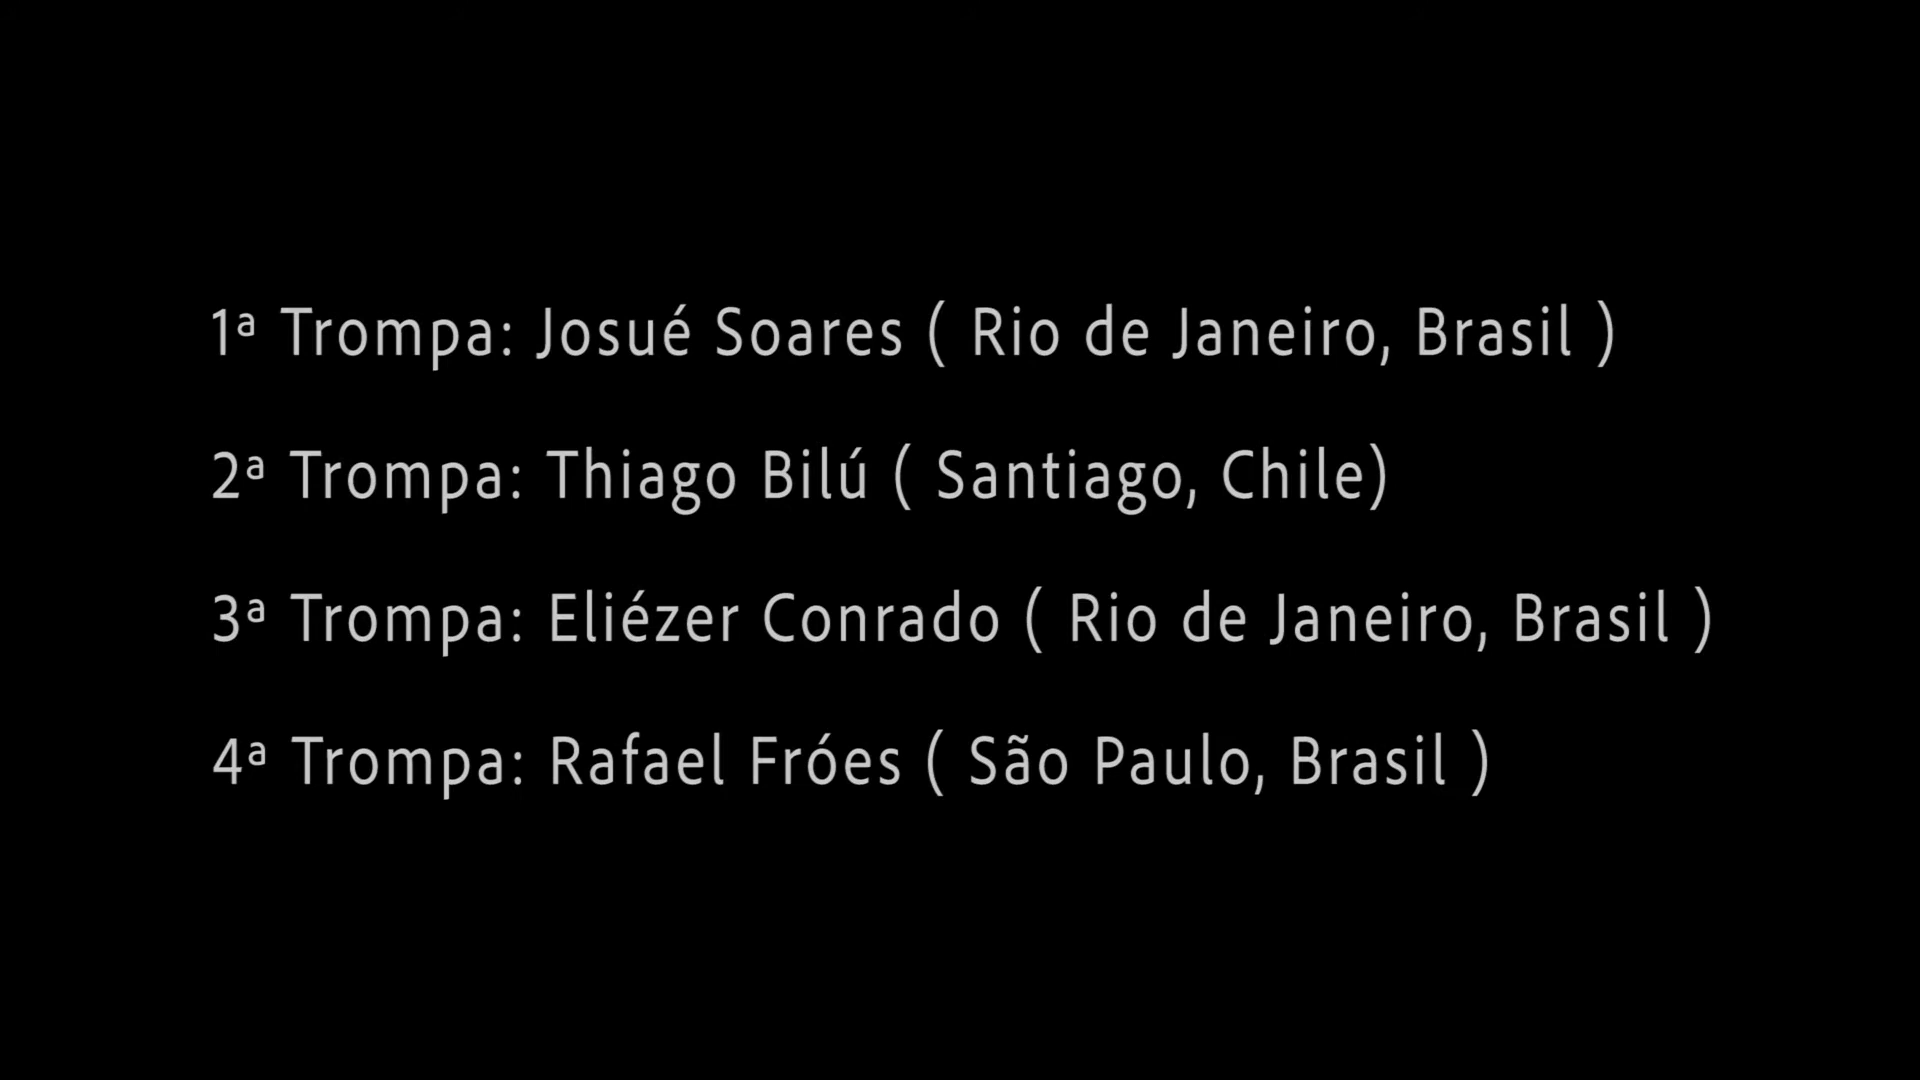 1ª Trompa: Josué Soares ( Rio de Janeiro, Brasil )
2ª Trompa: Thiago Bilú ( Santiago, Chile)
3ª Trompa: Eliézer Conrado ( Rio de Janeiro, Brasil )
4ª Trompa: Rafael Fróes ( São Paulo, Brasil )